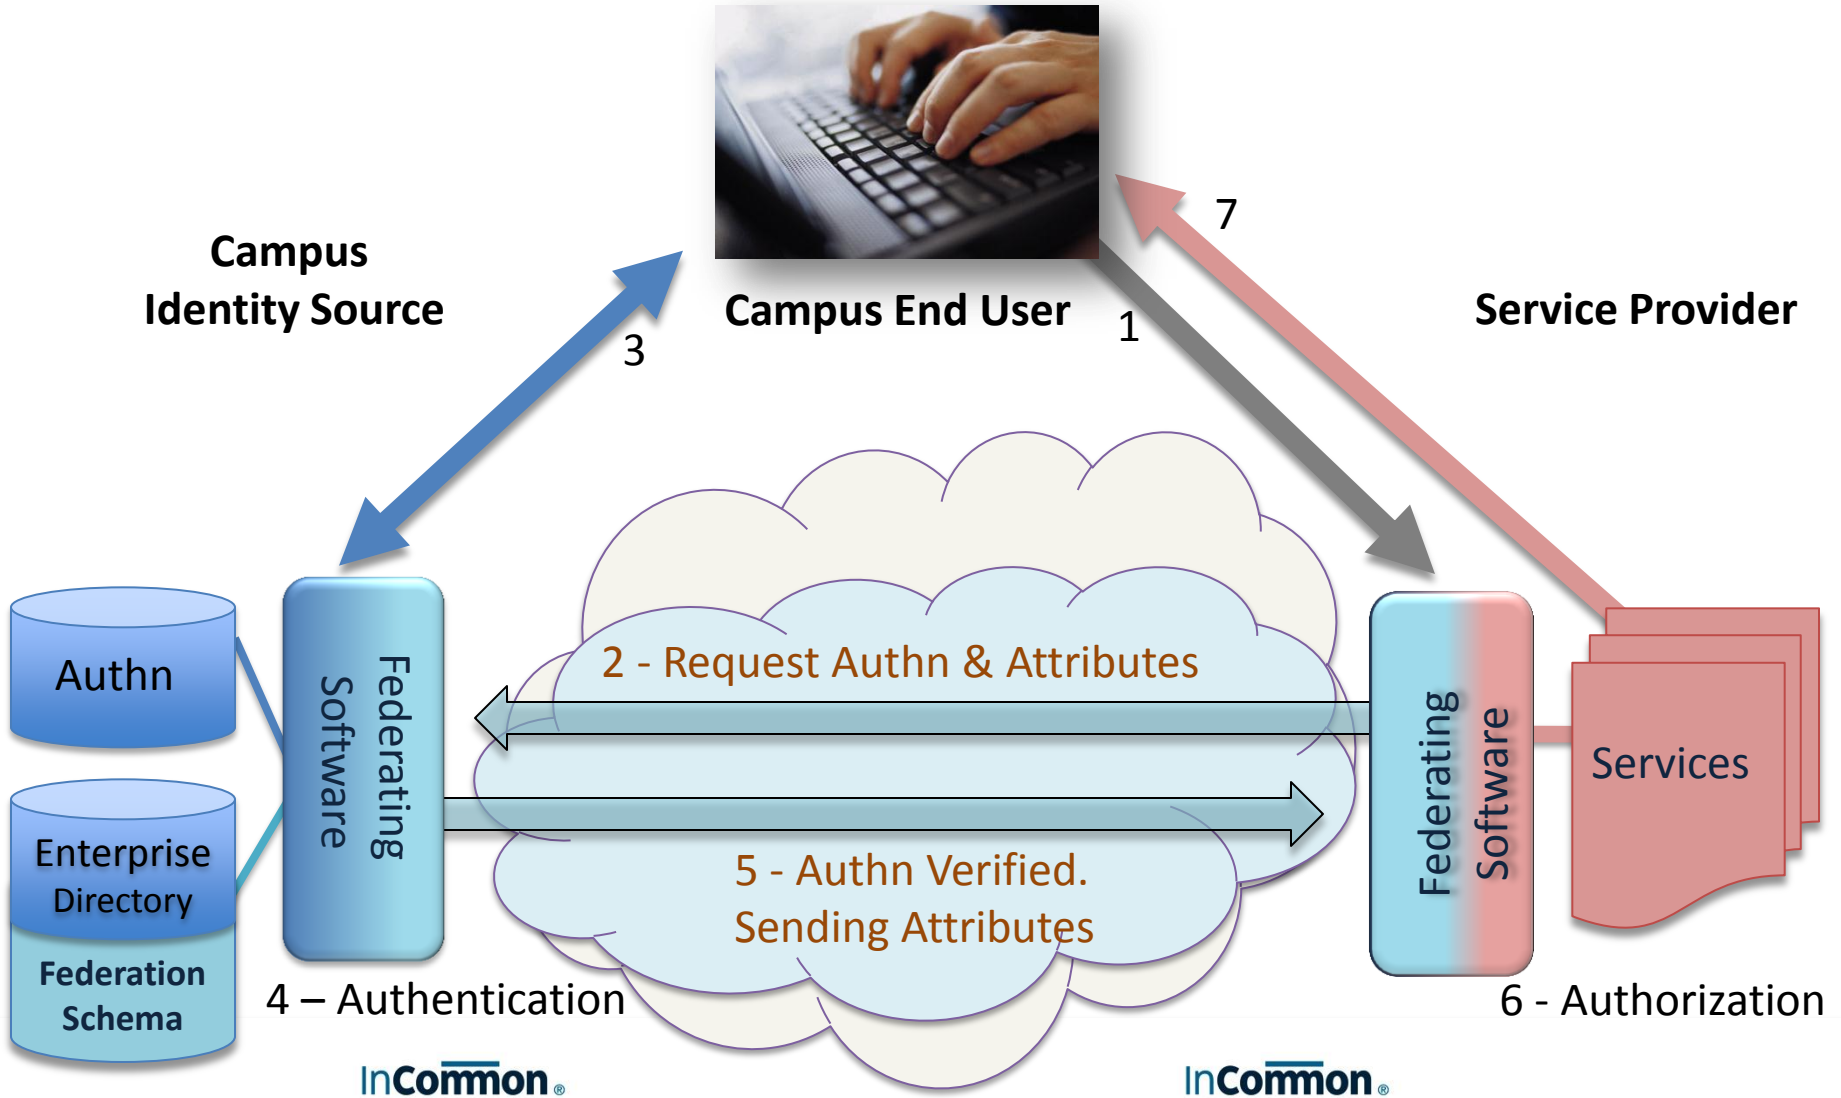 7
Campus
Identity Source
Campus End User
1
Service Provider
3
2 - Request Authn & Attributes
Authn
Federating
Software
Federating
Software
Services
Enterprise
Directory
5 - Authn Verified.
Sending Attributes
Federation
Schema
4 – Authentication
6 - Authorization
InCommon®
InCommon®